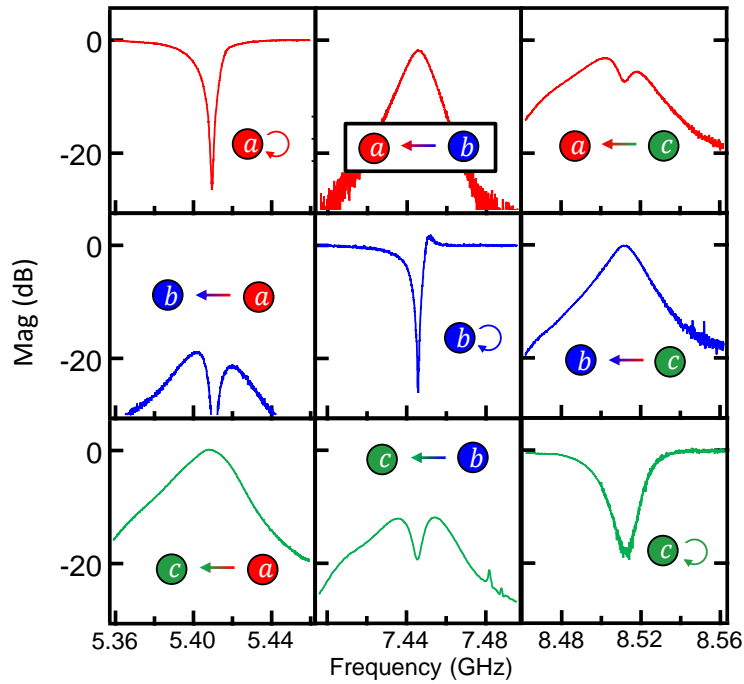 0
-20
a
a b
a c
Mag (dB)
0
-20
b a
b
b c
0
-20
c a
c b
c
5.36 5.40 5.44 7.44 7.48 8.48 8.52 8.56
Frequency (GHz)